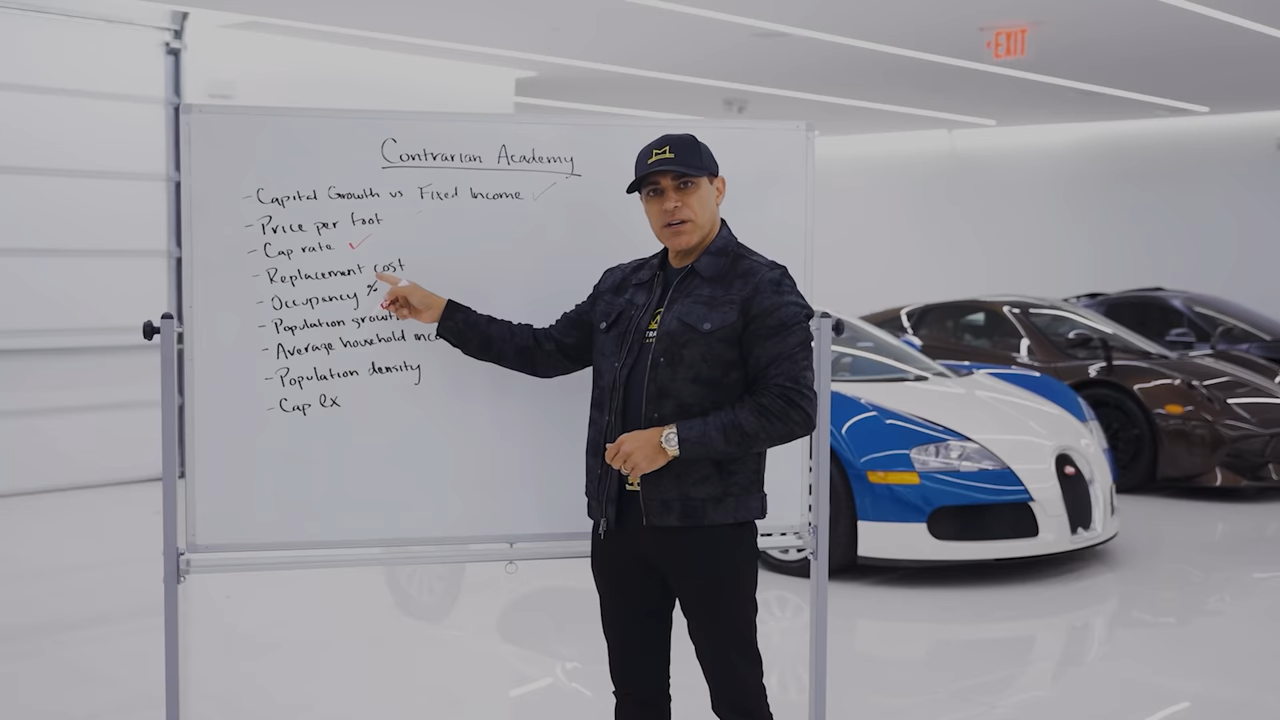 EXIT
Contrarian Academy
- Capital Growth vs Fixed Income ✓
- Price per foot
- Cap rate ✓
- Replacement cost
- Occupancy %
- Population growth
- Average household
- Population density
- Cap Ex